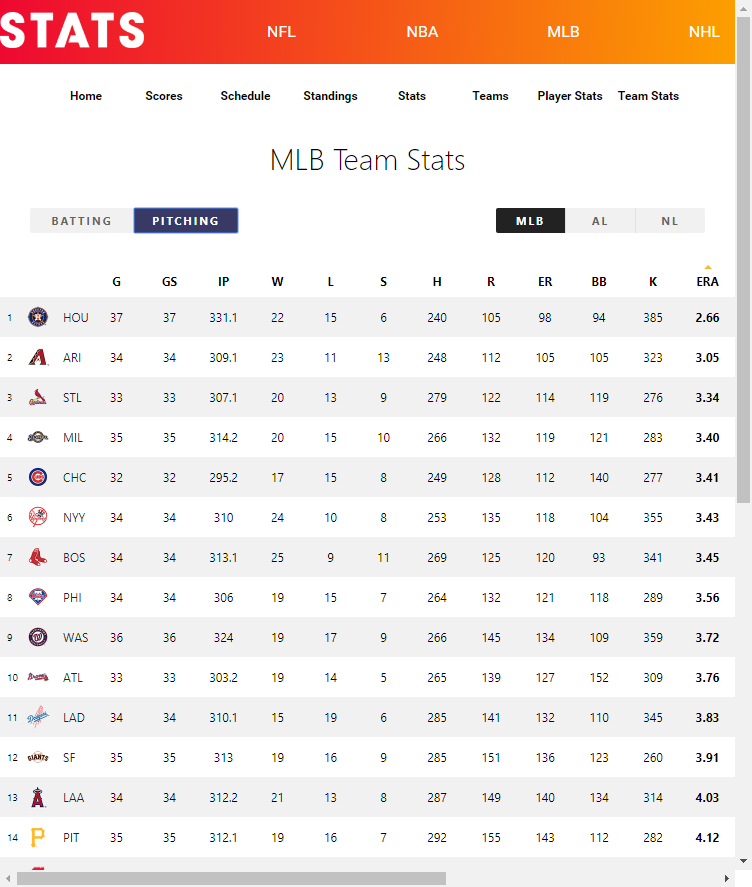 STATS NFL NBA MLB NHL
Home Scores Schedule Standings Stats Teams Player Stats Team Stats
MLB Team Stats
BATTING PITCHING MLB AL NL
G GS IP W L S H R ER BB K ERA
1 HOU 37 37 331.1 22 15 6 240 105 98 94 385 2.66
2 ARI 34 34 309.1 23 11 13 248 112 105 105 323 3.05
3 STL 33 33 307.1 20 13 9 279 122 114 119 276 3.34
4 MIL 35 35 314.2 20 15 10 266 132 119 121 283 3.40
5 CHC 32 32 295.2 17 15 8 249 128 112 140 277 3.41
6 NYY 34 34 310 24 10 8 253 135 118 104 355 3.43
7 BOS 34 34 313.1 25 9 11 269 125 120 93 341 3.45
8 PHI 34 34 306 19 15 7 264 132 121 118 289 3.56
9 WAS 36 36 324 19 17 9 266 145 134 109 359 3.72
10 ATL 33 33 303.2 19 14 5 265 139 127 152 309 3.76
11 LAD 34 34 310.1 15 19 6 285 141 132 110 345 3.83
12 SF 35 35 313 19 16 9 285 151 136 123 260 3.91
13 LAA 34 34 312.2 21 13 8 287 149 140 134 314 4.03
14 PIT 35 35 312.1 19 16 7 292 155 143 112 282 4.12